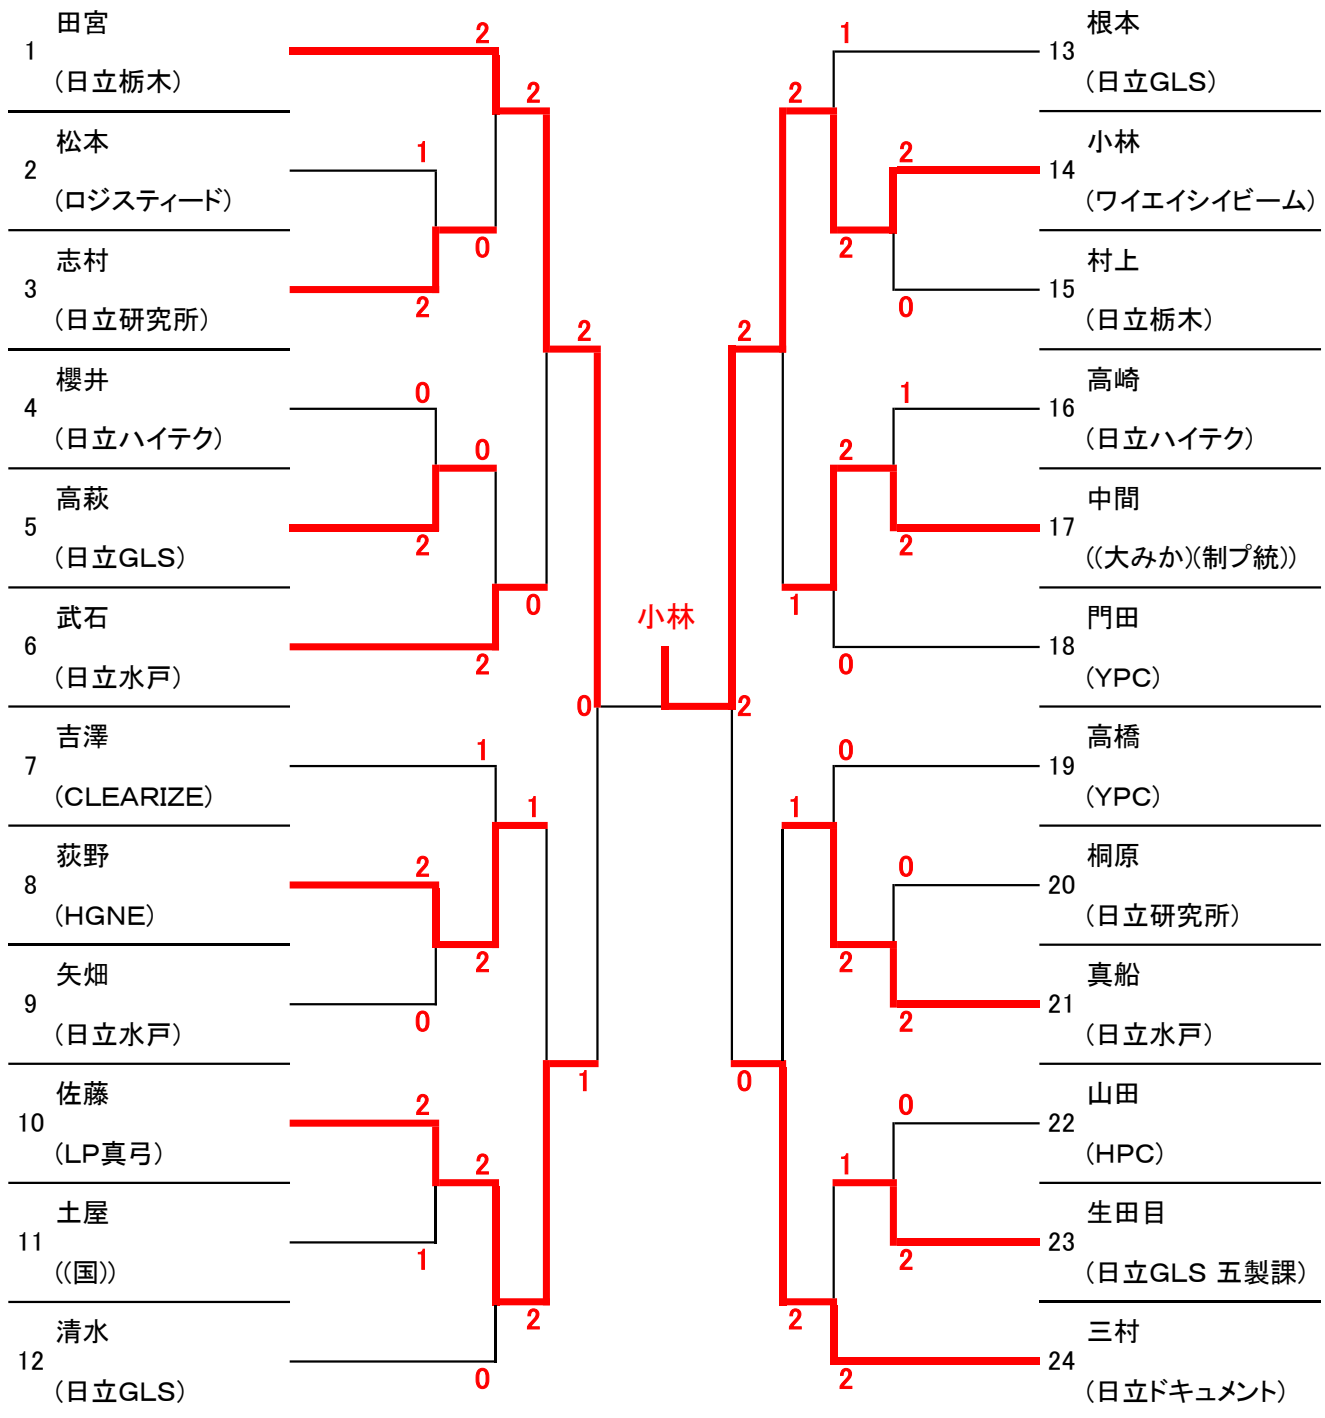 田宮
1
(日立栃木)
2
松本
2
(ロジスティード)
1
志村
3
(日立研究所)
2
0
2
櫻井
4
(日立ハイテク)
0
高萩
5
(日立GLS)
2
0
武石
6
(日立水戸)
2
0
2
吉澤
7
(CLEARIZE)
1
荻野
8
(HGNE)
2
矢畑
9
(日立水戸)
0
2
1
佐藤
10
(LP真弓)
2
土屋
11
((国))
1
2
清水
12
(日立GLS)
0
2
1
0
小林
2
根本
13
(日立GLS)
1
小林
14
(ワイエイシイビーム)
2
村上
15
(日立栃木)
0
2
2
高崎
16
(日立ハイテク)
1
中間
17
((大みか)(制プ統))
2
2
門田
18
(YPC)
0
1
2
高橋
19
(YPC)
0
桐原
20
(日立研究所)
0
真船
21
(日立水戸)
2
2
1
山田
22
(HPC)
0
生田目
23
(日立GLS 五製課)
2
1
三村
24
(日立ドキュメント)
2
2
0